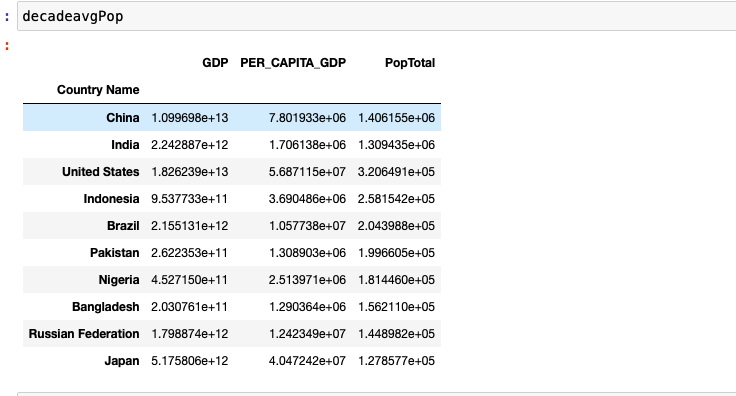 : decadeavgPop
:
GDP PER_CAPITA_GDP PopTotal
Country Name
China 1.099698e+13 7.801933e+06 1.406155e+06
India 2.242887e+12 1.706138e+06 1.309435e+06
United States 1.826239e+13 5.687115e+07 3.206491e+05
Indonesia 9.537733e+11 3.690486e+06 2.581542e+05
Brazil 2.155131e+12 1.057738e+07 2.043988e+05
Pakistan 2.622353e+11 1.308903e+06 1.996605e+05
Nigeria 4.527150e+11 2.513971e+06 1.814460e+05
Bangladesh 2.030761e+11 1.290364e+06 1.562110e+05
Russian Federation 1.798874e+12 1.242349e+07 1.448982e+05
Japan 5.175806e+12 4.047242e+07 1.278577e+05